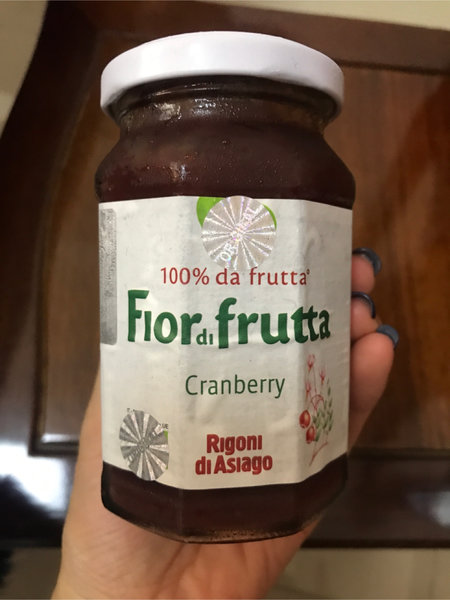 100% da frutta°
Fior di frutta
Cranberry
Rigoni
di Asiago